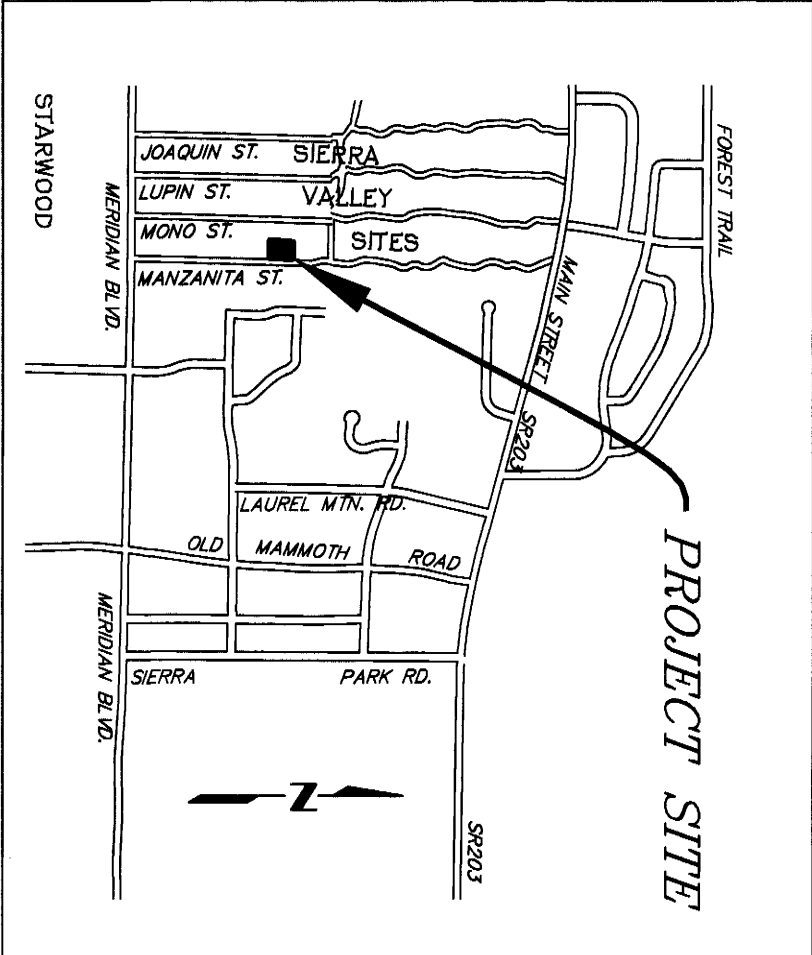 PROJECT SITE
FOREST TRAIL
MAIN STREET
SR203
SR203
JOAQUIN ST.
LUPIN ST.
MONO ST.
MANZANITA ST.
SIERRA
VALLEY
SITES
STARWOOD
MERIDIAN BLVD.
LAUREL MTN. RD.
OLD MAMMOTH ROAD
MERIDIAN BLVD.
SIERRA PARK RD.
N